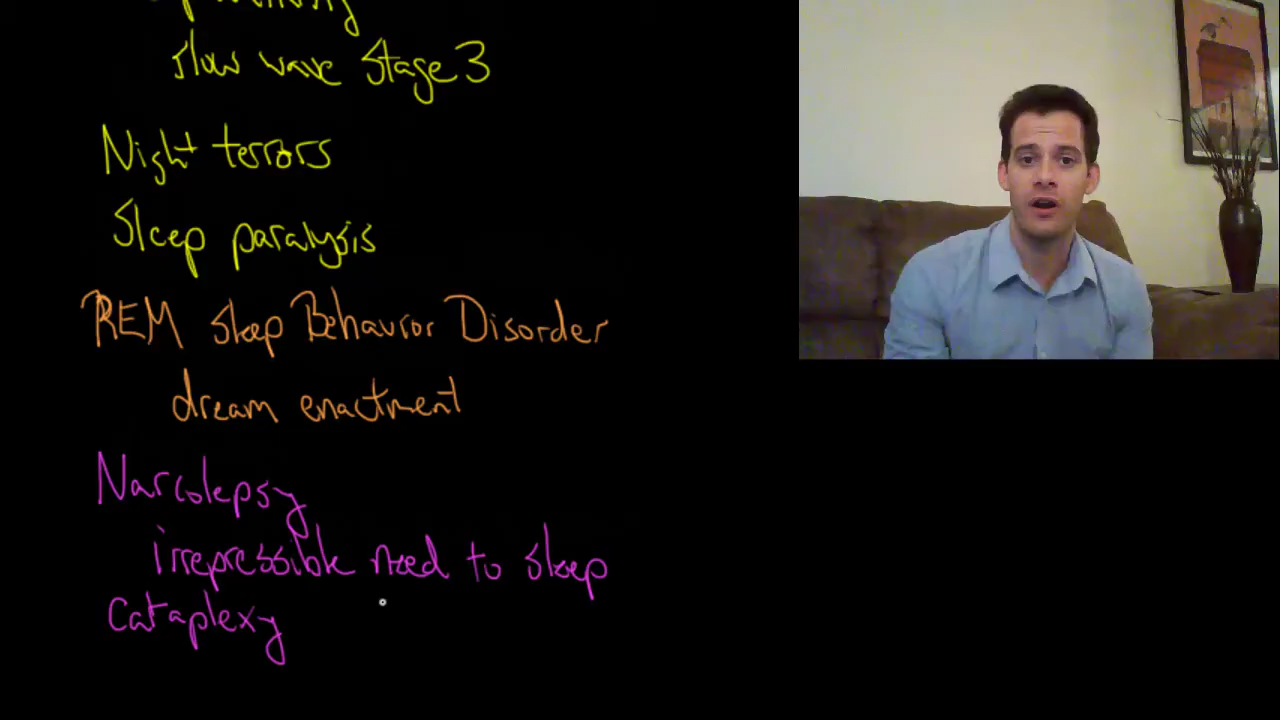 slow wave Stage 3
Night terrors
Sleep paralysis
REM Sleep Behavior Disorder
dream enactment
Narcolepsy
irrepressible need to sleep
Cataplexy